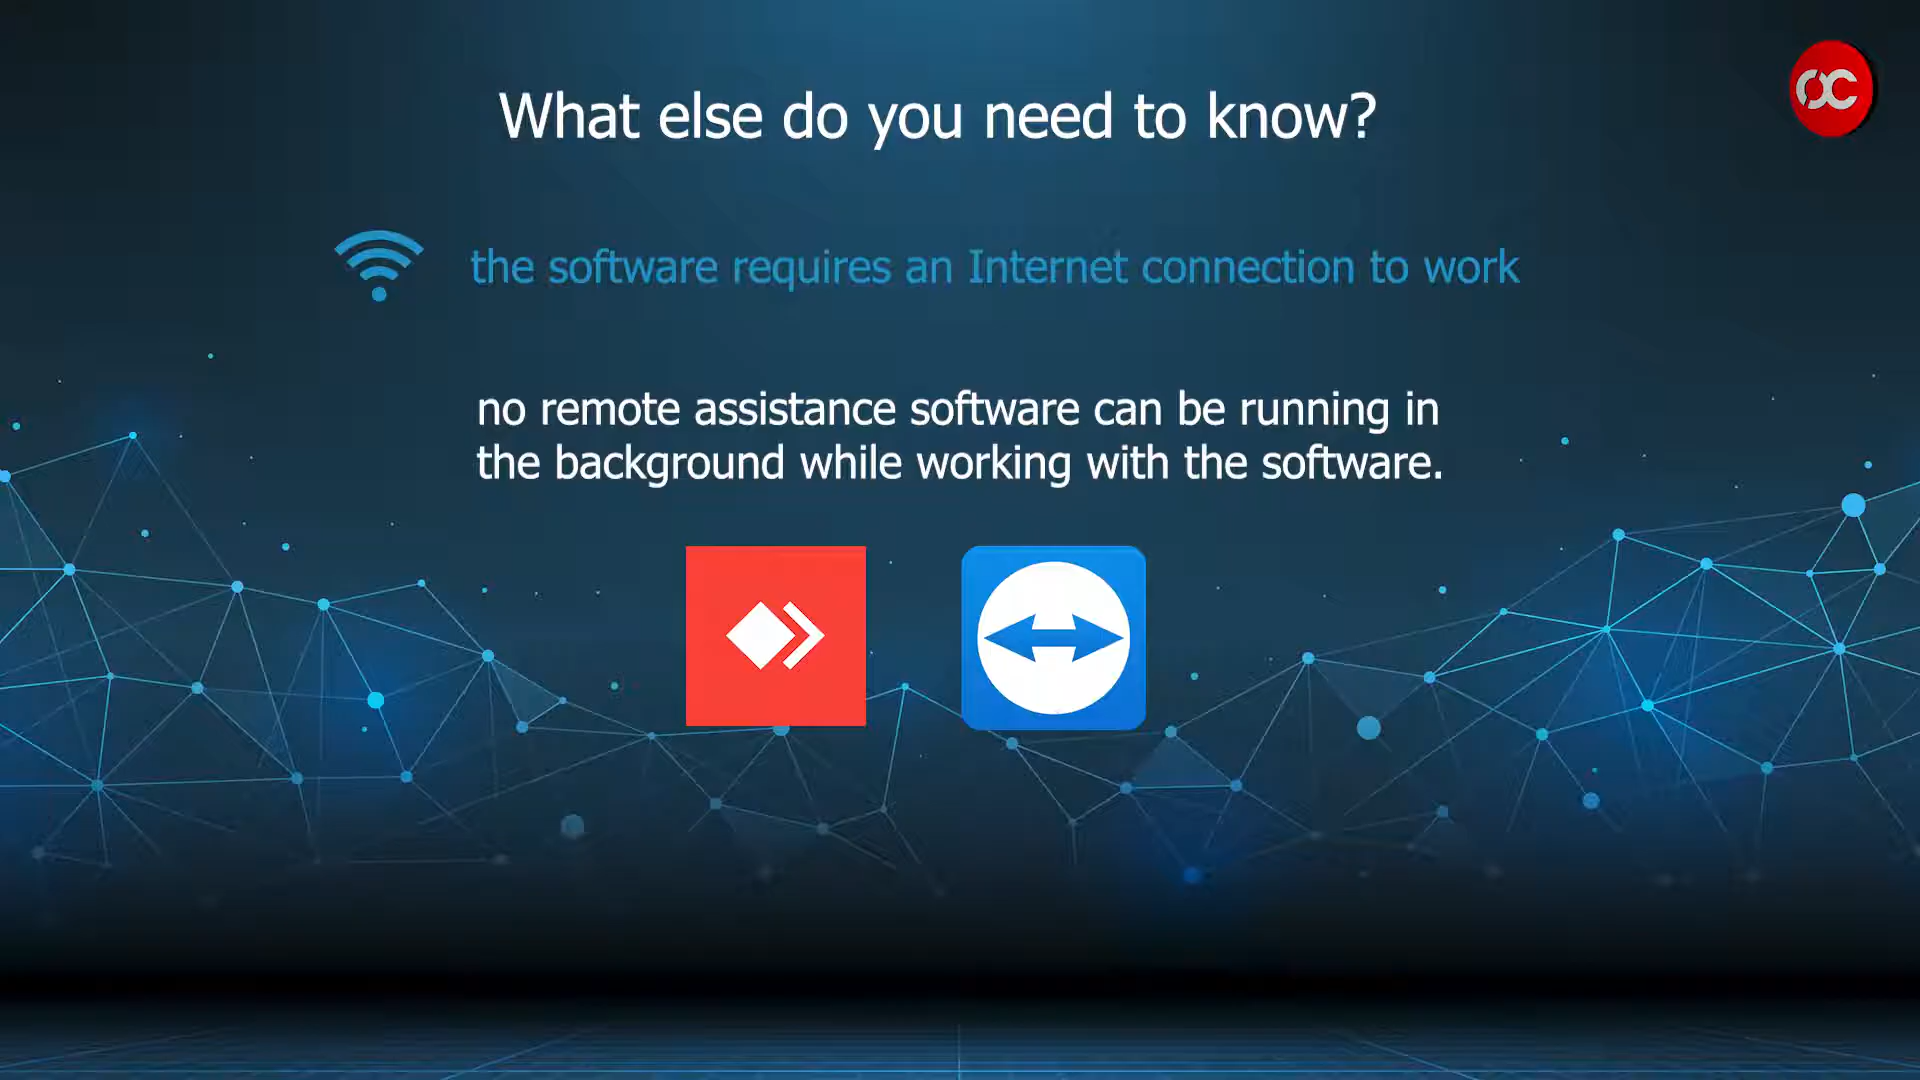 What else do you need to know?
the software requires an Internet connection to work
no remote assistance software can be running in
the background while working with the software.